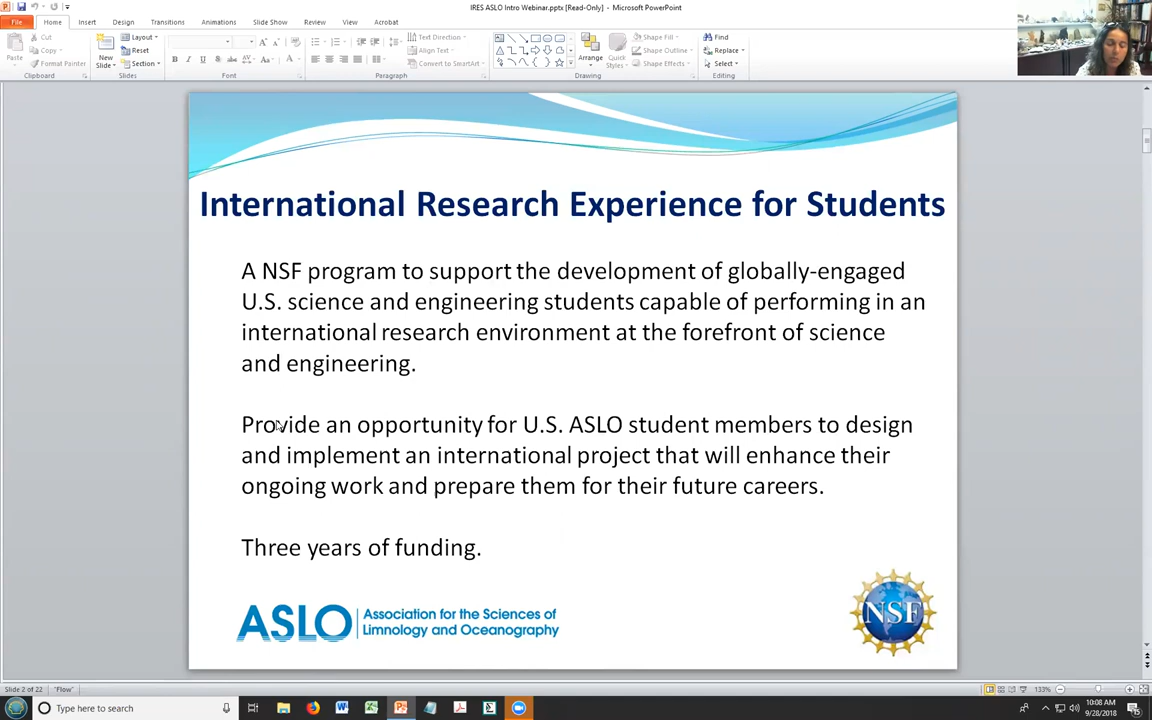 IRES ASLO Intro Webinar.pptx [Read-Only] - Microsoft PowerPoint
File Home Insert Design Transitions Animations Slide Show Review View Acrobat
Cut
Copy
Format Painter
Paste
Clipboard
New
Slide
Layout
Reset
Section
Slides
Font
Text Direction
Align Text
Convert to SmartArt
Paragraph
Arrange
Quick
Styles
Shape Fill
Shape Outline
Shape Effects
Drawing
Find
Replace
Select
Editing
International Research Experience for Students
A NSF program to support the development of globally-engaged
U.S. science and engineering students capable of performing in an
international research environment at the forefront of science
and engineering.
Provide an opportunity for U.S. ASLO student members to design
and implement an international project that will enhance their
ongoing work and prepare them for their future careers.
Three years of funding.
ASLO
Association for the Sciences of
Limnology and Oceanography
NSF
Slide 2 of 22 "Flow"
133%
Type here to search
10:08 AM
9/28/2018
15